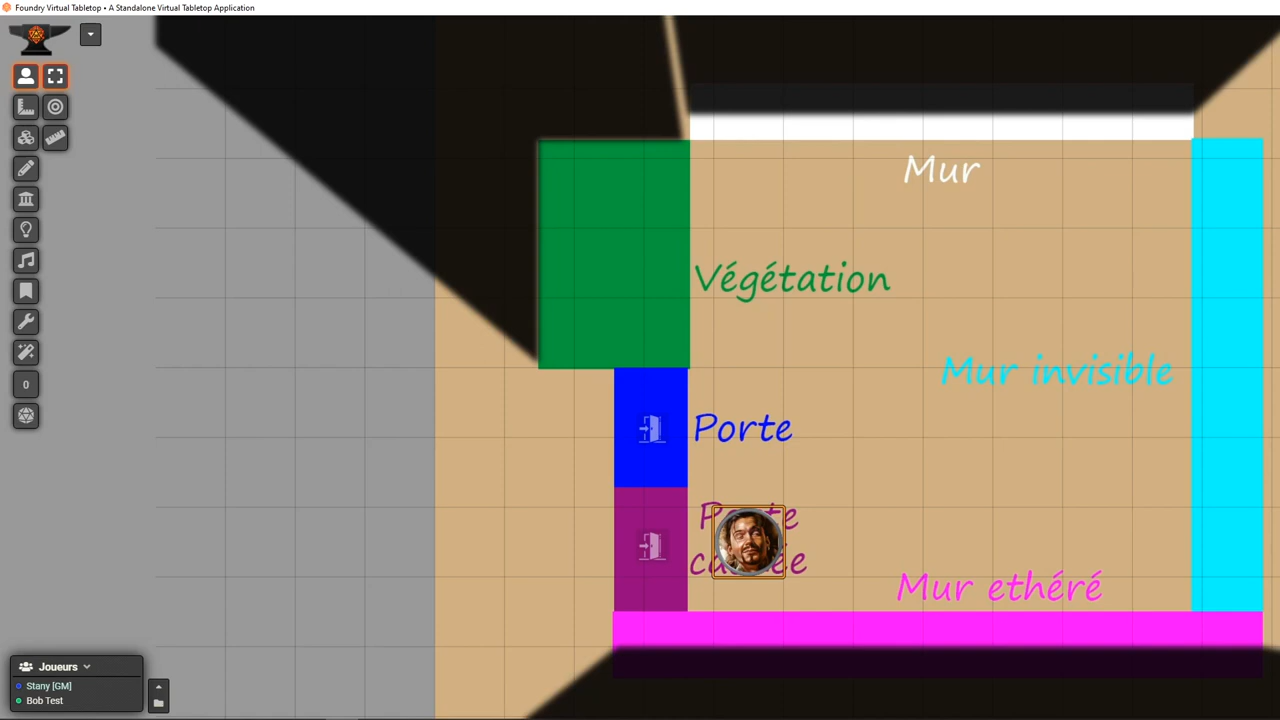 Foundry Virtual Tabletop • A Standalone Virtual Tabletop Application
Mur
Végétation
Mur invisible
Porte
Mur ethéré
0
Joueurs
Stany [GM]
Bob Test